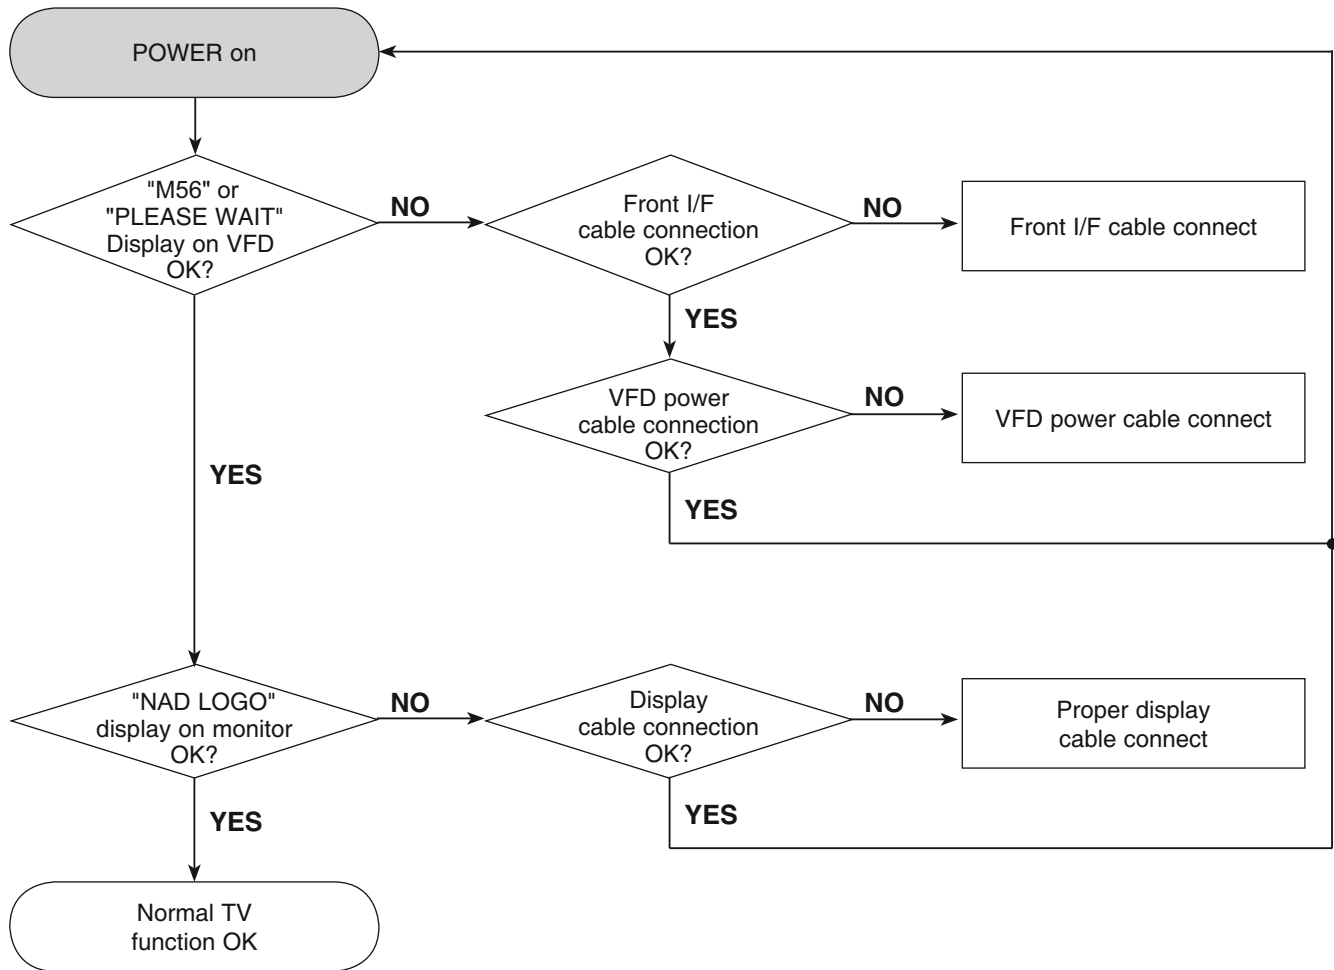 POWER on
"M56" or
"PLEASE WAIT"
Display on VFD
OK?
NO
Front I/F
cable connection
OK?
NO
Front I/F cable connect
YES
VFD power
cable connection
OK?
NO
VFD power cable connect
YES
YES
"NAD LOGO"
display on monitor
OK?
NO
Display
cable connection
OK?
NO
Proper display
cable connect
YES
YES
Normal TV
function OK